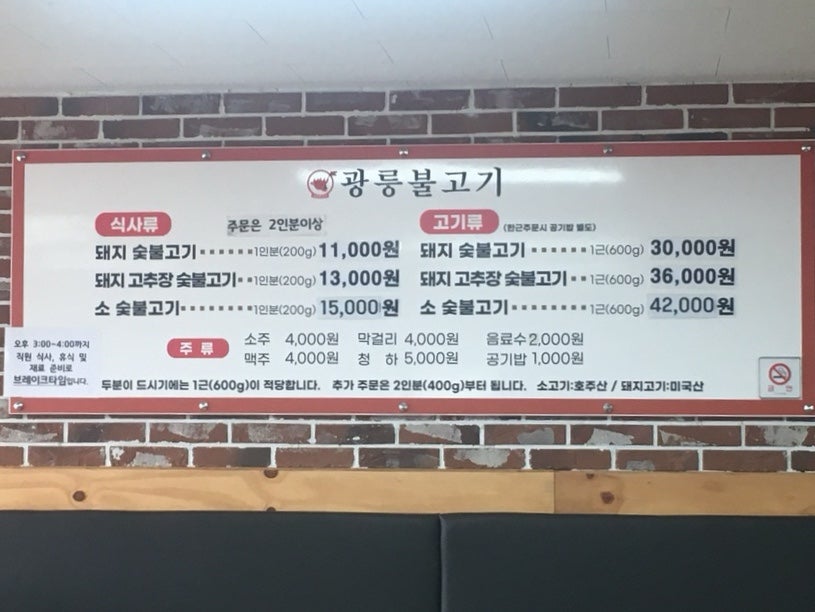 광릉불고기
식사류 주문은 2인분이상
돼지 숯불고기 1인분(200g) 11,000원
돼지 고추장 숯불고기 1인분(200g) 13,000원
소 숯불고기 1인분(200g) 15,000원
고기류 (한근주문시 공기밥 별도)
돼지 숯불고기 1근(600g) 30,000원
돼지 고추장 숯불고기 1근(600g) 36,000원
소 숯불고기 1근(600g) 42,000원
주 류
소주 4,000원 막걸리 4,000원 음료수 2,000원
맥주 4,000원 청 하 5,000원 공기밥 1,000원
오후 3:00~4:00까지
직원 식사, 휴식 및
재료 준비로
브레이크타임입니다.
두분이 드시기에는 1근(600g)이 적당합니다. 추가 주문은 2인분(400g)부터 됩니다. 소고기:호주산 / 돼지고기:미국산
금 연